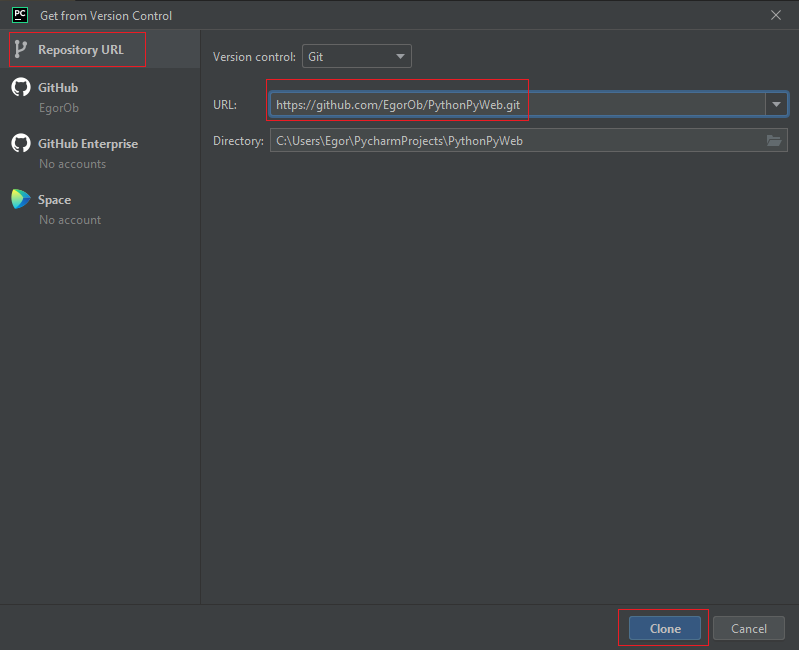 PC Get from Version Control
Repository URL
GitHub
EgorOb
GitHub Enterprise
No accounts
Space
No account
Version control: Git
URL: https://github.com/EgorOb/PythonPyWeb.git
Directory: C:\Users\Egor\PycharmProjects\PythonPyWeb
Clone Cancel